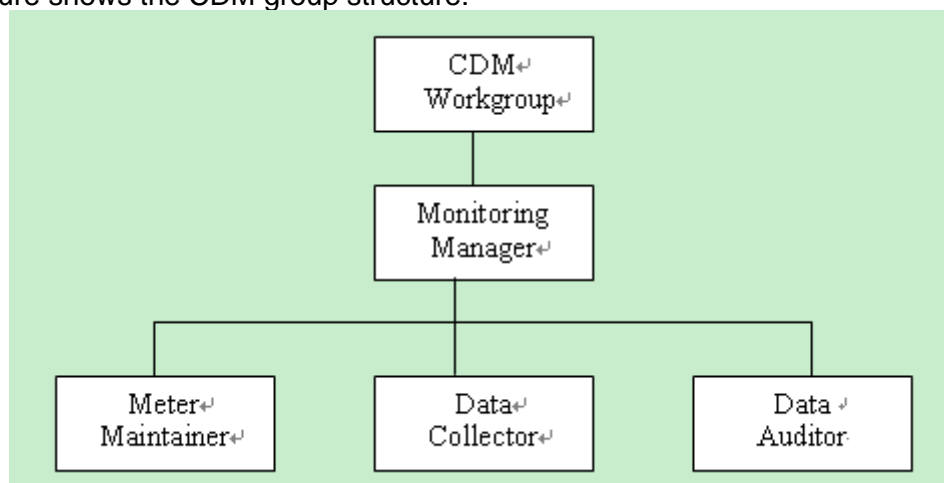 ure shows the CDM group structure.
CDM↵
Workgroup↵
Monitoring
Manager↵
Meter↵
Maintainer↵
Data↵
Collector↵
Data ↵
Auditor